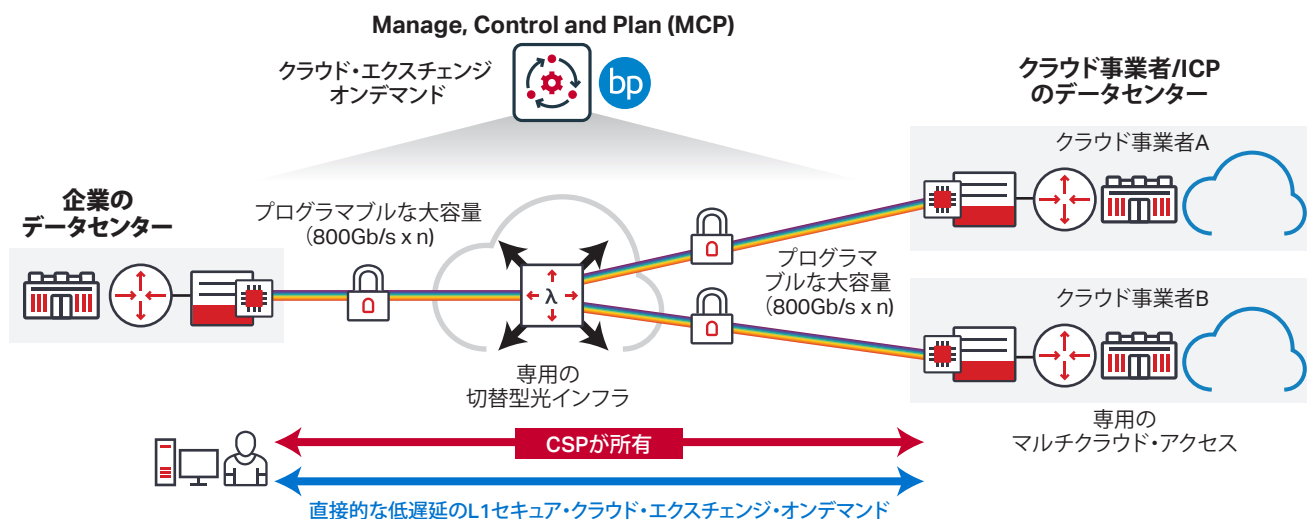 Manage, Control and Plan (MCP)
クラウド・エクスチェンジ
オンデマンド
bp
クラウド事業者/ICP
のデータセンター
クラウド事業者A
企業の
データセンター
プログラマブルな大容量
（800Gb/s x n）
λ
プログラマ
ブルな大容量
（800Gb/s x n）
クラウド事業者B
専用の
切替型光インフラ
専用の
マルチクラウド・アクセス
CSPが所有
直接的な低遅延のL1セキュア・クラウド・エクスチェンジ・オンデマンド